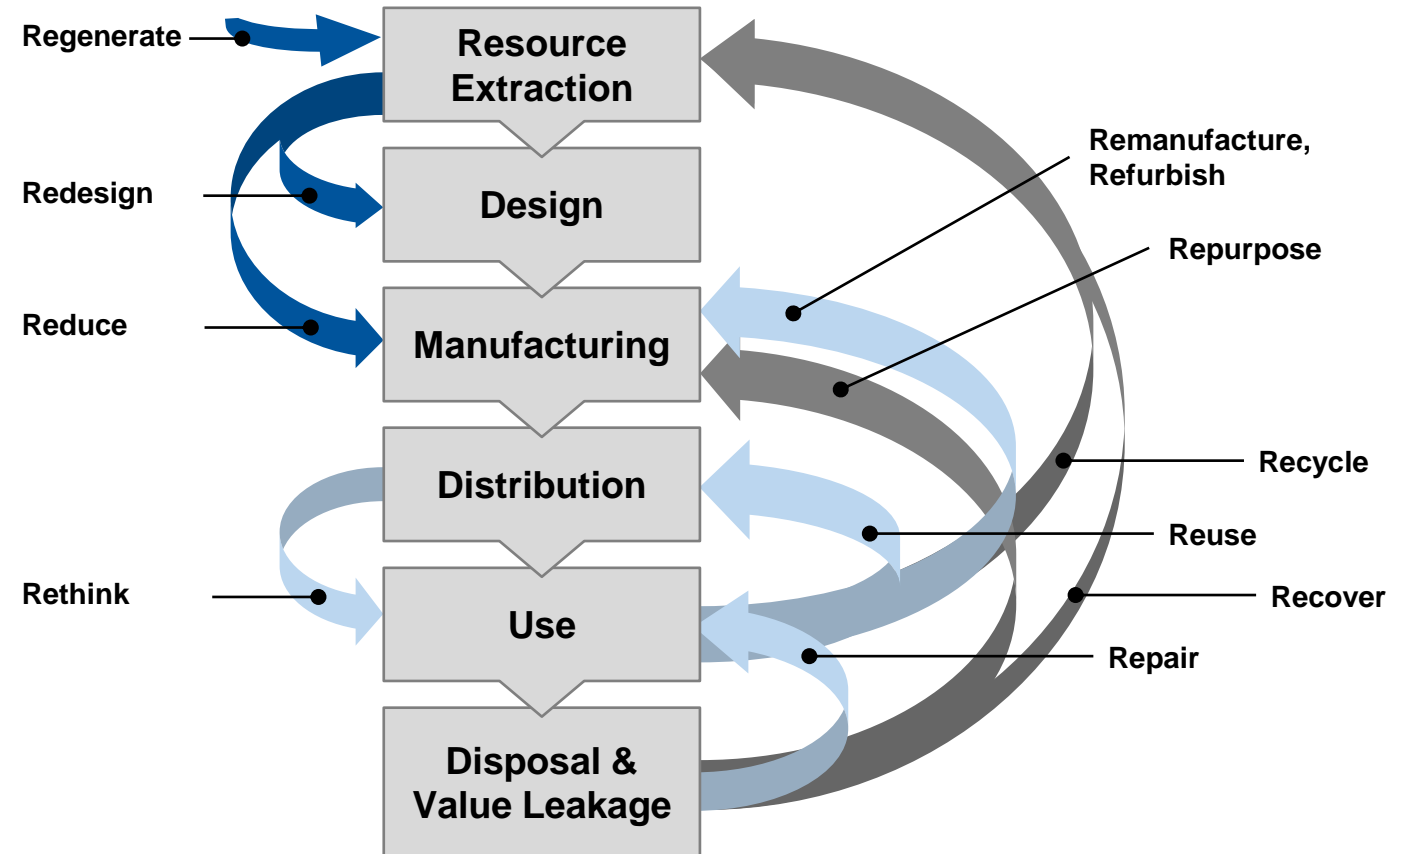 Regenerate
Resource
Extraction
Remanufacture,
Refurbish
Redesign
Design
Repurpose
Reduce
Manufacturing
Recycle
Distribution
Reuse
Rethink
Recover
Use
Repair
Disposal &
Value Leakage